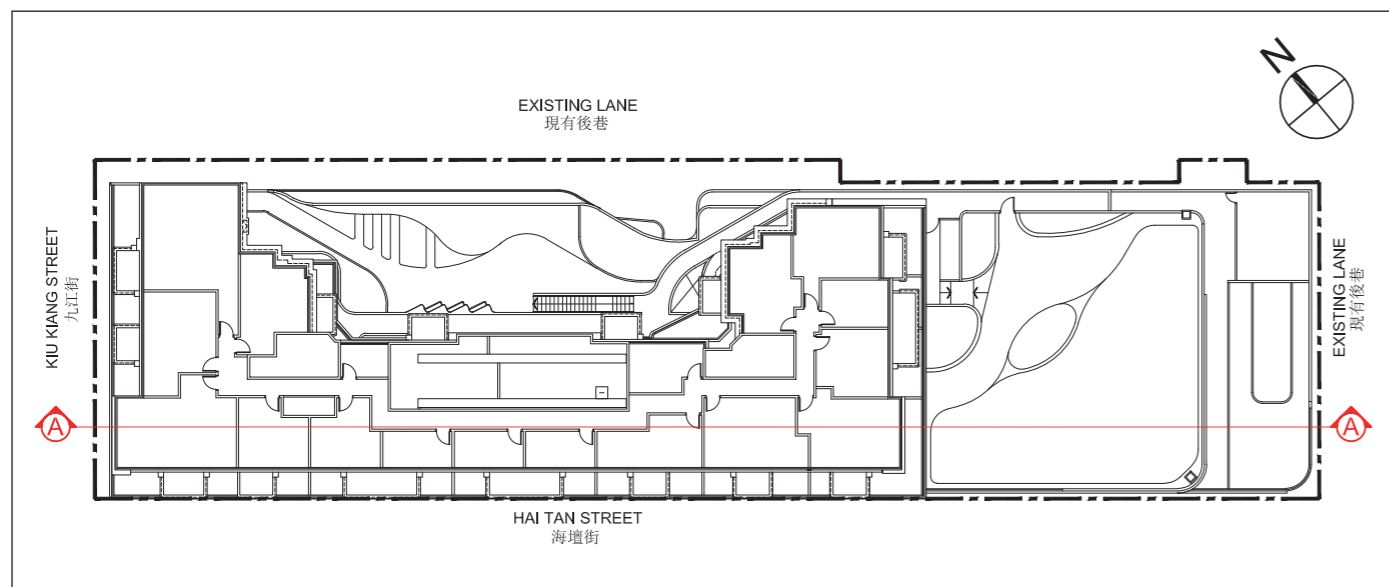 N
EXISTING LANE
現有後巷
KIU KIANG STREET
九江街
EXISTING LANE
現有後巷
A
A
HAI TAN STREET
海壇街